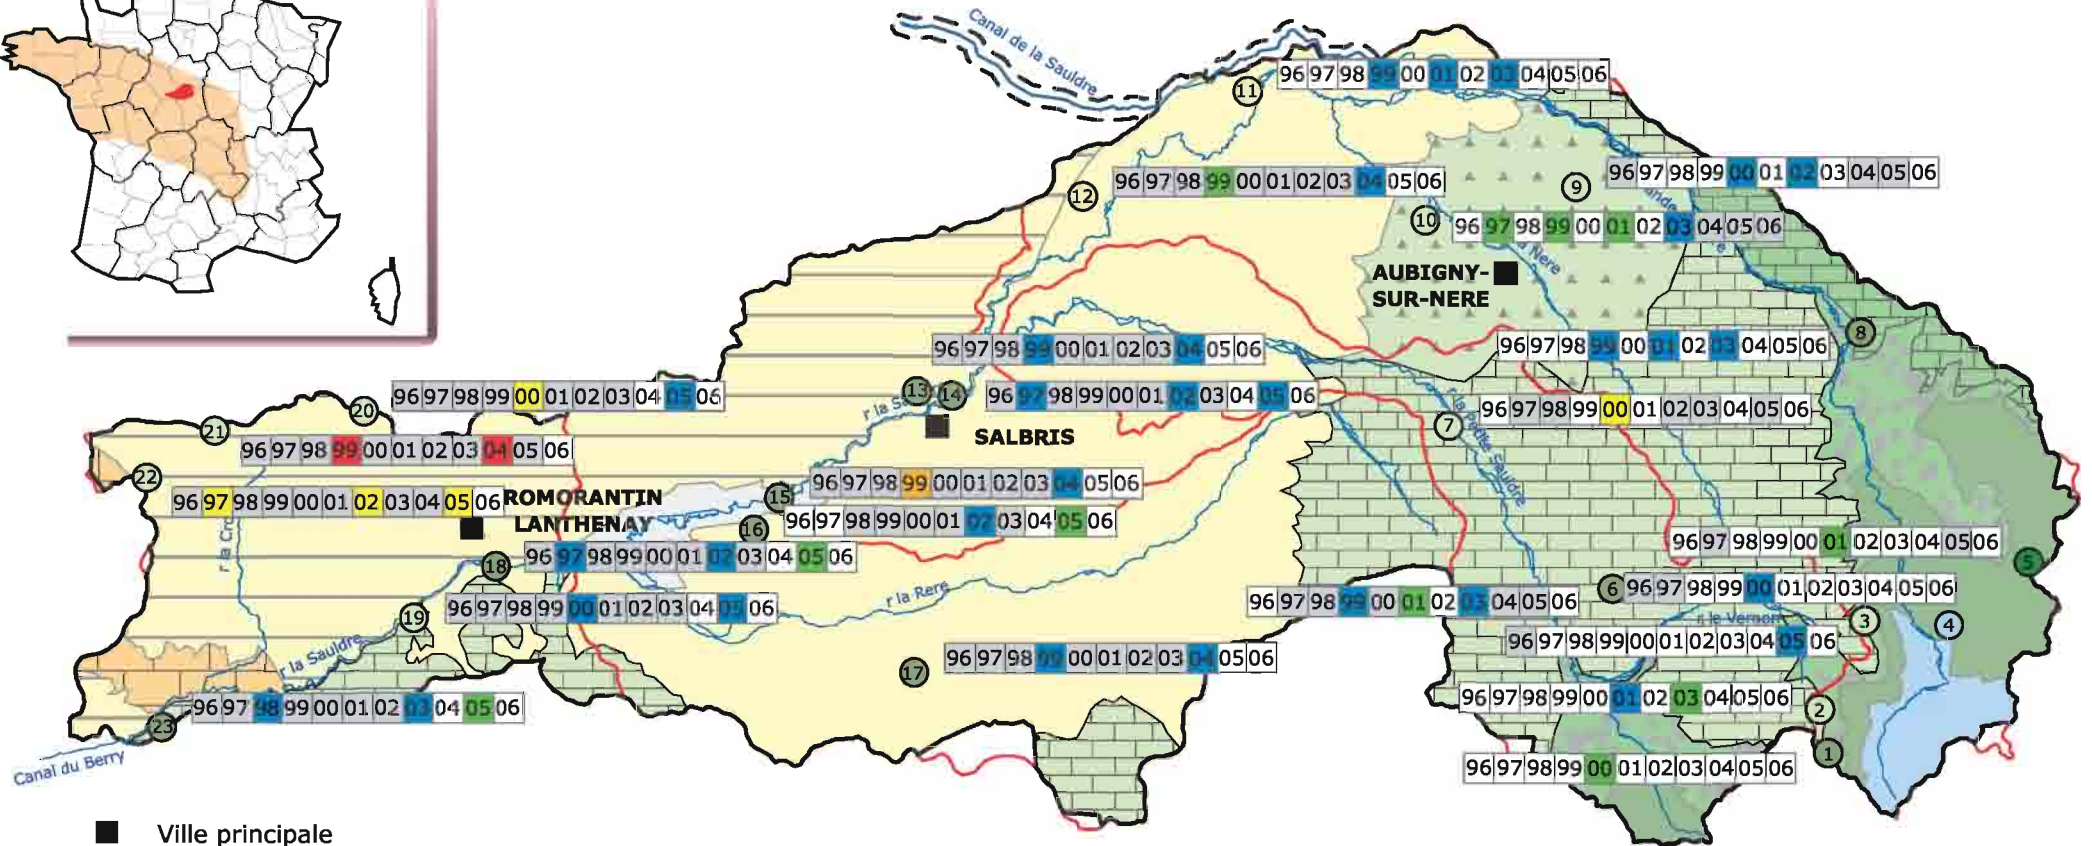 Canal de la Sauldre
11
96 97 98 99 00 01 02 03 04 05 06
12
96 97 98 99 00 01 02 03 04 05 06
9
96 97 98 99 00 01 02 03 04 05 06
10
96 97 98 99 00 01 02 03 04 05 06
Nere
AUBIGNY-
SUR-NERE
8
96 97 98 99 00 01 02 03 04 05 06
96 97 98 99 00 01 02 03 04 05 06
13
14
96 97 98 99 00 01 02 03 04 05 06
r la
SALBRIS
20
96 97 98 99 00 01 02 03 04 05 06
7
96 97 98 99 00 01 02 03 04 05 06
r la Petite Sauldre
21
96 97 98 99 00 01 02 03 04 05 06
22
96 97 98 99 00 01 02 03 04 05 06
ROMORANTIN
LANTHENAY
15
96 97 98 99 00 01 02 03 04 05 06
16
96 97 98 99 00 01 02 03 04 05 06
r la
18
96 97 98 99 00 01 02 03 04 05 06
96 97 98 99 00 01 02 03 04 05 06
5
r la Rere
19
96 97 98 99 00 01 02 03 04 05 06
96 97 98 99 00 01 02 03 04 05 06
6
96 97 98 99 00 01 02 03 04 05 06
r le Vernon
3
4
96 97 98 99 00 01 02 03 04 05 06
r la Sauldre
17
96 97 98 99 00 01 02 03 04 05 06
23
96 97 98 99 00 01 02 03 04 05 06
96 97 98 99 00 01 02 03 04 05 06
2
1
96 97 98 99 00 01 02 03 04 05 06
Canal du Berry
Ville principale